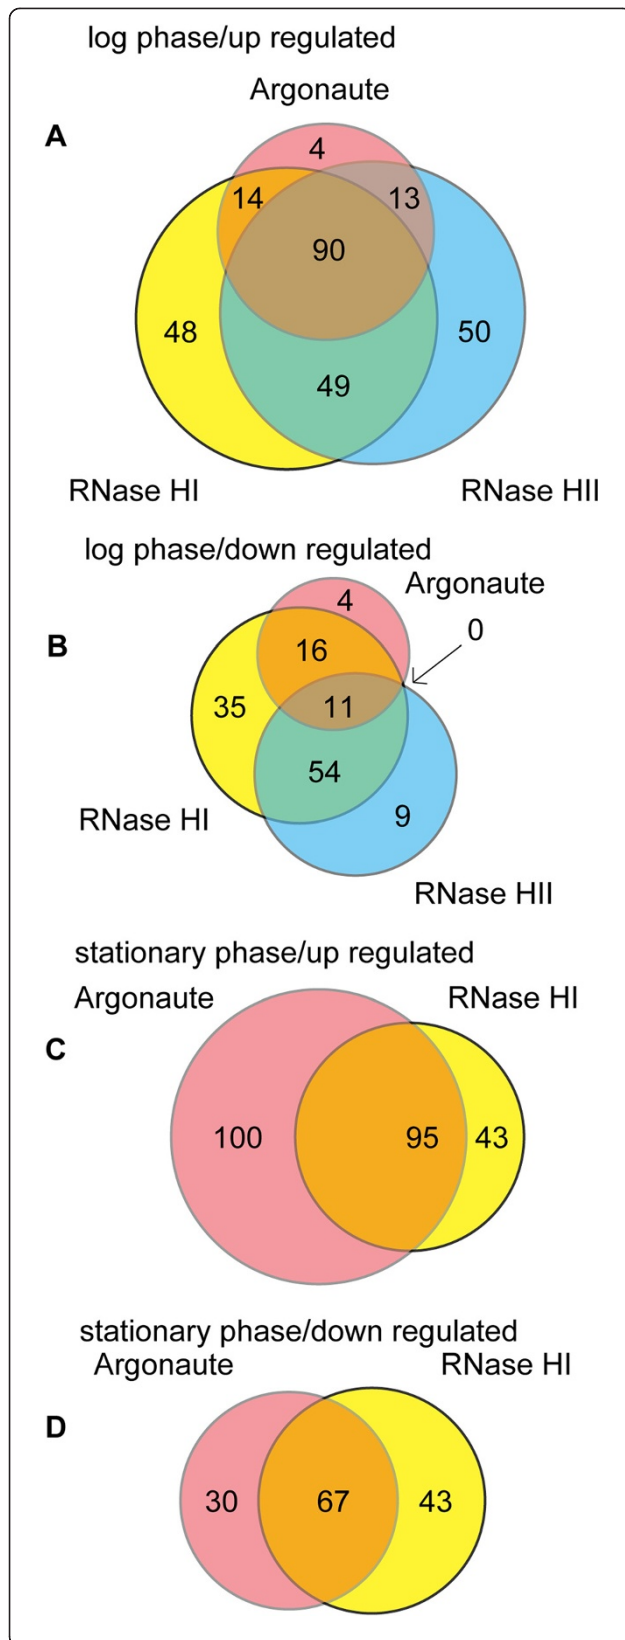 log phase/up regulated
Argonaute
A
4
14 13
90
48 50
49
RNase HI RNase HII
log phase/down regulated
Argonaute
4
B 0
16
35 11
54
RNase HI 9
RNase HII
stationary phase/up regulated
Argonaute RNase HI
C
100 95 43
stationary phase/down regulated
Argonaute RNase HI
D
30 67 43